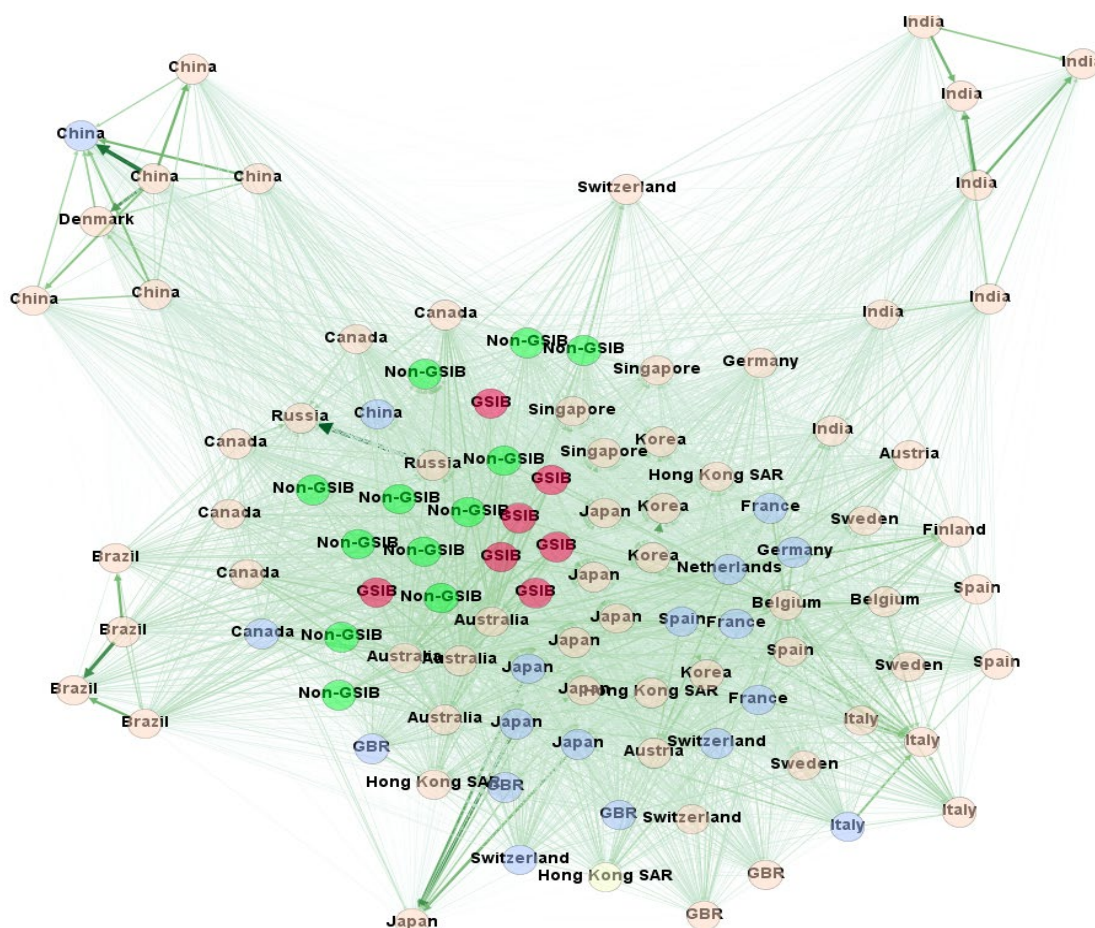 India
India
China
India
China
China
China
India
Switzerland
Denmark
China
China
India
India
Canada
Canada
Non-GSIB
Non-GSIB
Germany
Singapore
Non-GSIB
GSIB
China
Singapore
Russia
India
Canada
Korea
Singapore
Austria
Non-GSIB
Russia
Hong Kong SAR
GSIB
Non-GSIB
Non-GSIB
Non-GSIB
Korea
France
Canada
GSIB
Japan
Sweden
Finland
Non-GSIB
GSIB
Non-GSIB
GSIB
Korea
Germany
Brazil
Netherlands
Canada
Japan
GSIB
Non-GSIB
GSIB
Belgium
Belgium
Spain
Australia
Japan
Spain
France
Brazil
Canada
Non-GSIB
Japan
Spain
Australia
Australia
Japan
Korea
Sweden
Spain
Brazil
Non-GSIB
Japan
Hong Kong SAR
France
Brazil
Australia
Japan
Italy
Italy
GBR
Japan
Austria
Switzerland
Sweden
Hong Kong SAR
GBR
GBR
Switzerland
Italy
Italy
Switzerland
Hong Kong SAR
GBR
Japan
GBR